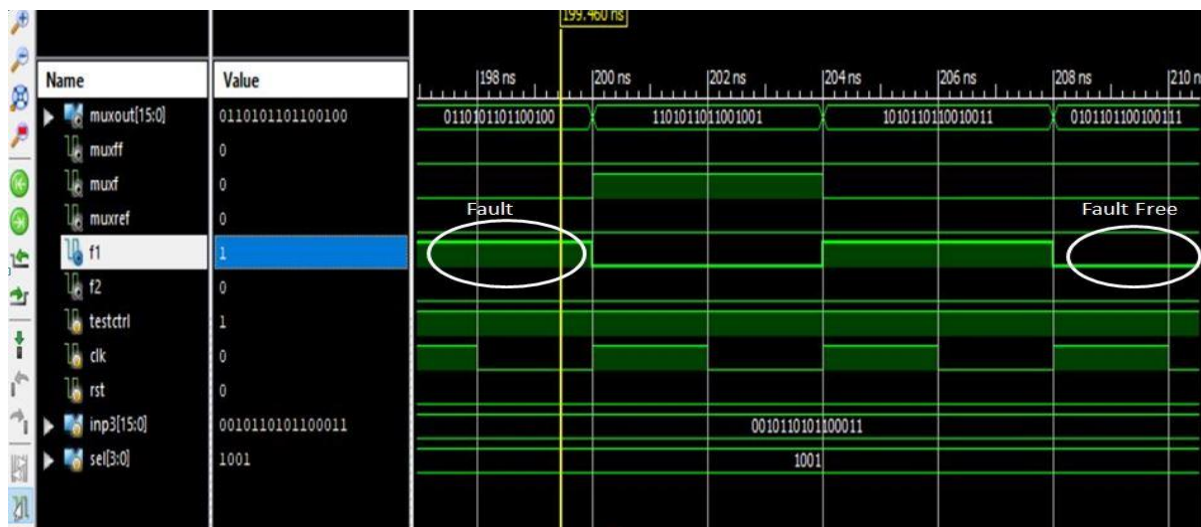 199.460 ns
Name Value
198 ns 200 ns 202 ns 204 ns 206 ns 208 ns 210 n
muxout[15:0] 0110101101100100 0110101101100100 1101011011001001 1010110110010011 0101101100100111
muxff 0
muxf 0
muxref 0
Fault Fault Free
f1 1
f2 0
testctrl 1
clk 0
rst 0
inp3[15:0] 0010110101100011 0010110101100011
sel[3:0] 1001 1001